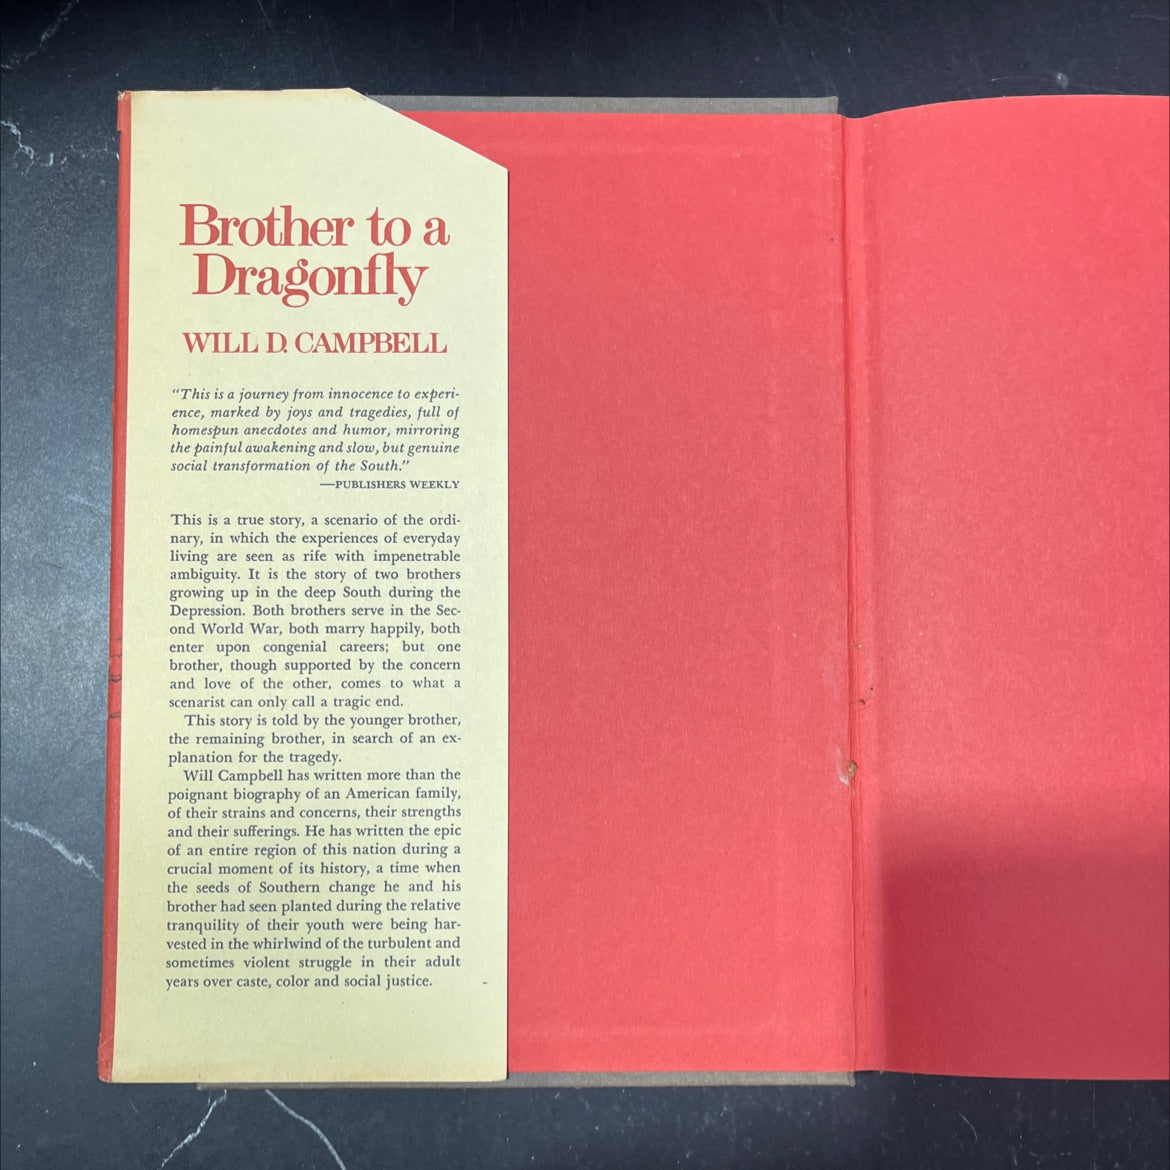 Brother to a
Dragonfly
WILL D. CAMPBELL
“This is a journey from innocence to experi-
ence, marked by joys and tragedies, full of
homespun anecdotes and humor, mirroring
the painful awakening and slow, but genuine
social transformation of the South.”
—PUBLISHERS WEEKLY
This is a true story, a scenario of the ordi-
nary, in which the experiences of everyday
living are seen as rife with impenetrable
ambiguity. It is the story of two brothers
growing up in the deep South during the
Depression. Both brothers serve in the Sec-
ond World War, both marry happily, both
enter upon congenial careers; but one
brother, though supported by the concern
and love of the other, comes to what a
scenarist can only call a tragic end.
This story is told by the younger brother,
the remaining brother, in search of an ex-
planation for the tragedy.
Will Campbell has written more than the
poignant biography of an American family,
of their strains and concerns, their strengths
and their sufferings. He has written the epic
of an entire region of this nation during a
crucial moment of its history, a time when
the seeds of Southern change he and his
brother had seen planted during the relative
tranquility of their youth were being har-
vested in the whirlwind of the turbulent and
sometimes violent struggle in their adult
years over caste, color and social justice.